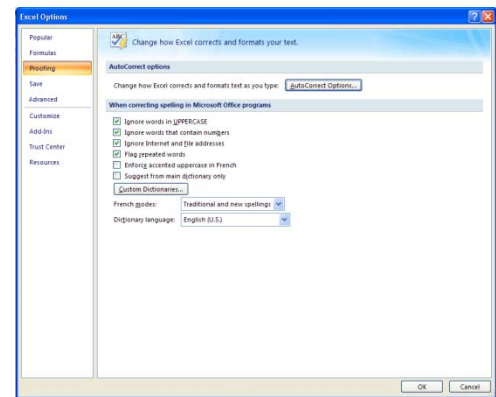 Excel Options
Popular
Formulas
Proofing
Save
Advanced
Customize
Add-Ins
Trust Center
Resources
ABC
Change how Excel corrects and formats your text.
AutoCorrect options
Change how Excel corrects and formats text as you type: AutoCorrect Options...
When correcting spelling in Microsoft Office programs
Ignore words in UPPERCASE
Ignore words that contain numbers
Ignore Internet and file addresses
Flag repeated words
Enforce accented uppercase in French
Suggest from main dictionary only
Custom Dictionaries...
French modes: Traditional and new spellings
Dictionary language: English (U.S.)
OK Cancel